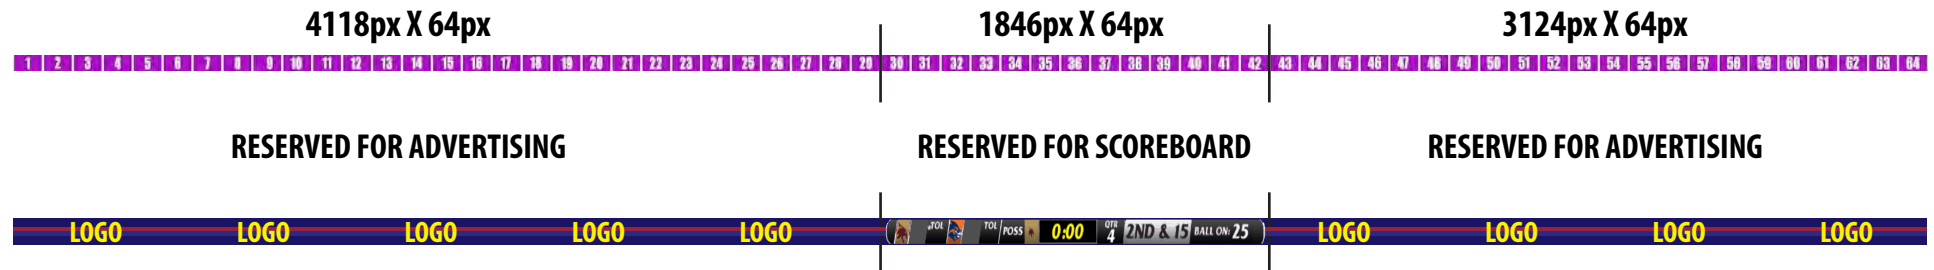 4118px X 64px 1846px X 64px 3124px X 64px
1 2 3 4 5 6 7 8 9 10 11 12 13 14 15 16 17 18 19 20 21 22 23 24 25 26 27 28 29 30 31 32 33 34 35 36 37 38 39 40 41 42 43 44 45 46 47 48 49 50 51 52 53 54 55 56 57 58 59 60 61 62 63 64
RESERVED FOR ADVERTISING RESERVED FOR SCOREBOARD RESERVED FOR ADVERTISING
LOGO LOGO LOGO LOGO LOGO TOL TOL POSS 0:00 QTR 4 2ND & 15 BALL ON: 25 LOGO LOGO LOGO LOGO